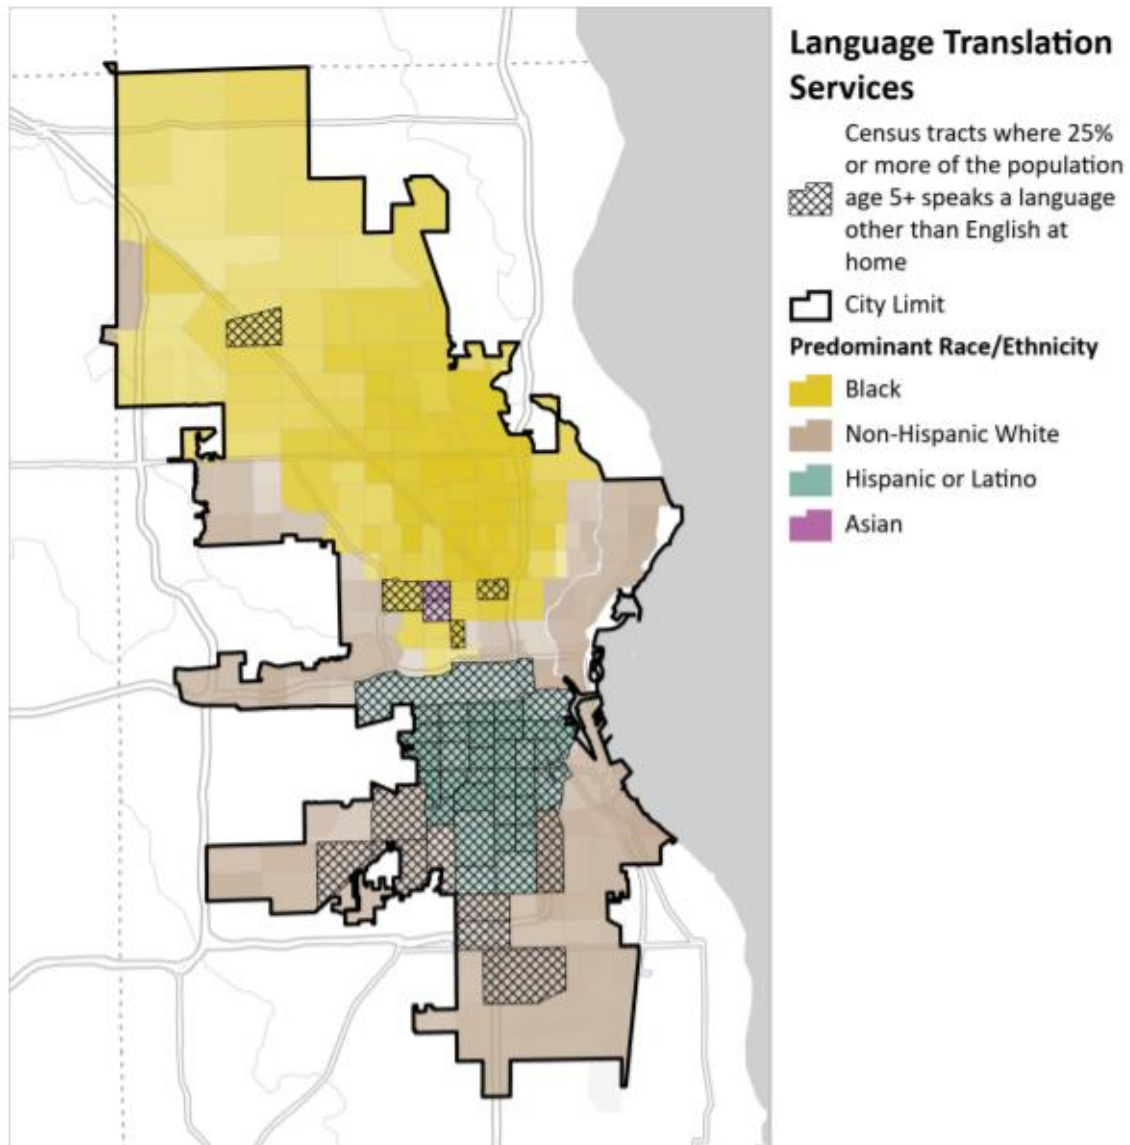 Language Translation
Services
Census tracts where 25%
or more of the population
age 5+ speaks a language
other than English at
home
City Limit
Predominant Race/Ethnicity
Black
Non-Hispanic White
Hispanic or Latino
Asian